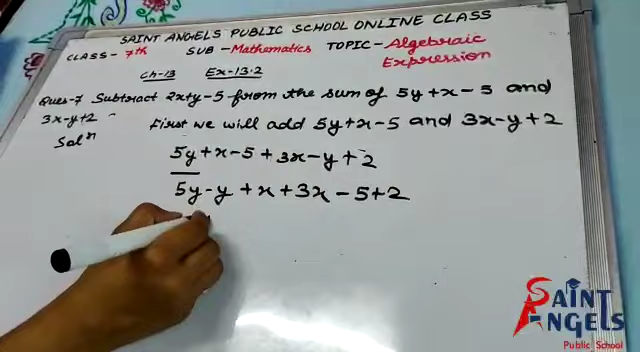 SAINT ANGELS PUBLIC SCHOOL ONLINE CLASS
CLASS- 7th SUB-Mathematics TOPIC-Algebraic Expression
Ch-13 Ex-13.2
Ques-7 Subtract 2x+y-5 from the sum of 5y+x-5 and
3x-y+2
Solⁿ First we will add 5y+x-5 and 3x-y+2
5y+x-5+3x-y+2
5y-y+x+3x-5+2
SAINT
ANGELS
Public School